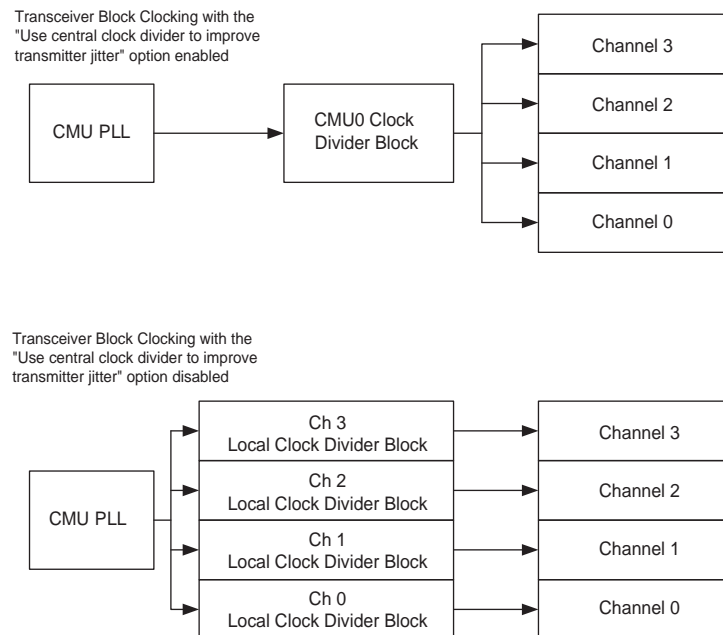 Transceiver Block Clocking with the
"Use central clock divider to improve
transmitter jitter" option enabled
CMU PLL
CMU0 Clock
Divider Block
Channel 3
Channel 2
Channel 1
Channel 0
Transceiver Block Clocking with the
"Use central clock divider to improve
transmitter jitter" option disabled
CMU PLL
Ch 3
Local Clock Divider Block
Ch 2
Local Clock Divider Block
Ch 1
Local Clock Divider Block
Ch 0
Local Clock Divider Block
Channel 3
Channel 2
Channel 1
Channel 0